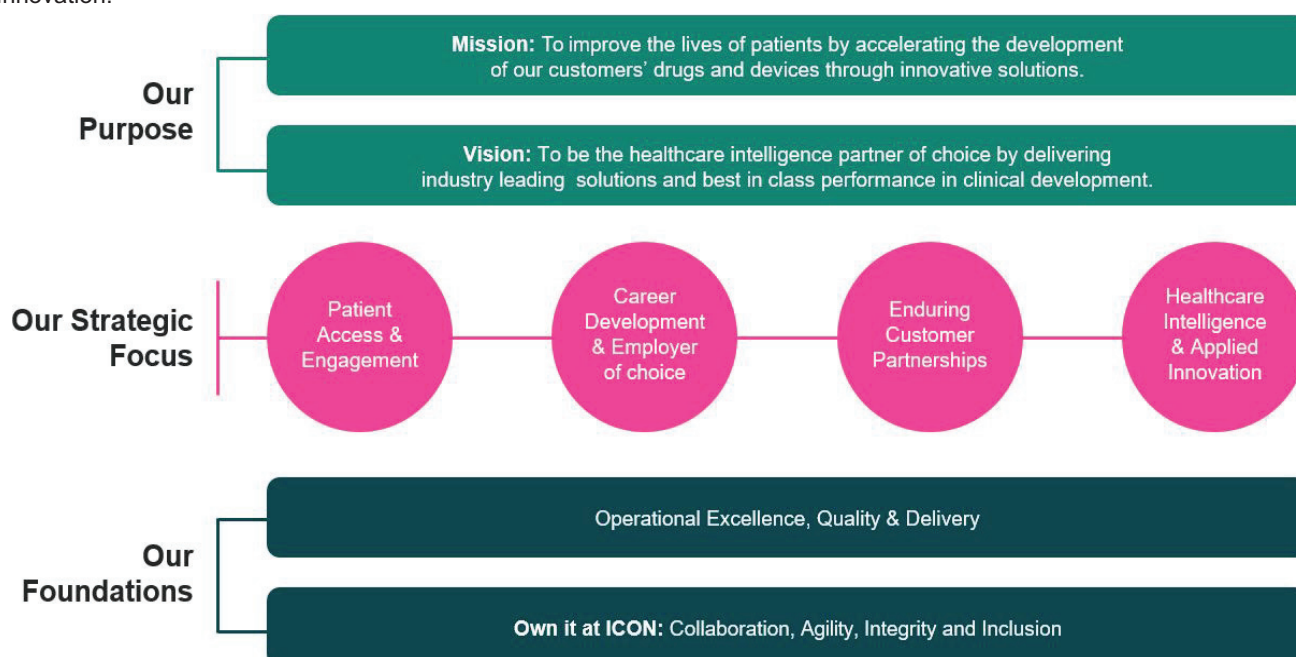 innovation.
Mission: To improve the lives of patients by accelerating the development
of our customers’ drugs and devices through innovative solutions.
Our
Purpose
Vision: To be the healthcare intelligence partner of choice by delivering
industry leading solutions and best in class performance in clinical development.
Our Strategic
Focus
Patient
Access &
Engagement
Career
Development
& Employer
of choice
Enduring
Customer
Partnerships
Healthcare
Intelligence
& Applied
Innovation
Operational Excellence, Quality & Delivery
Our
Foundations
Own it at ICON: Collaboration, Agility, Integrity and Inclusion